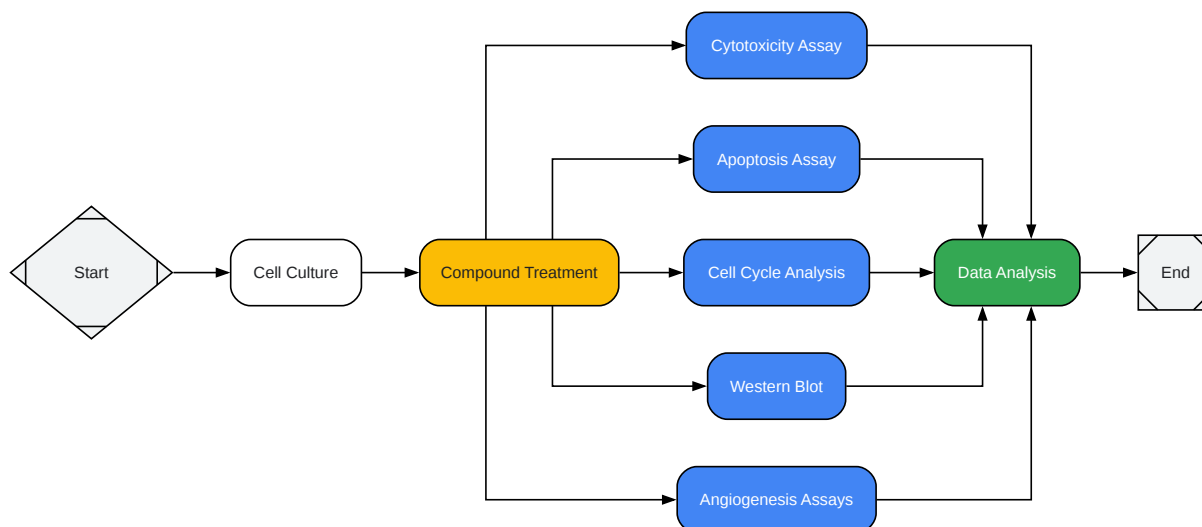 Start
Cell Culture
Compound Treatment
Cytotoxicity Assay
Apoptosis Assay
Cell Cycle Analysis
Western Blot
Angiogenesis Assays
Data Analysis
End